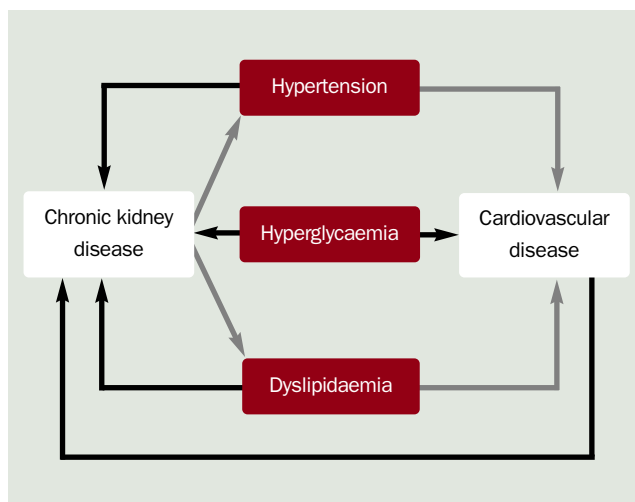 Hypertension
Chronic kidney
disease
Hyperglycaemia
Cardiovascular
disease
Dyslipidaemia